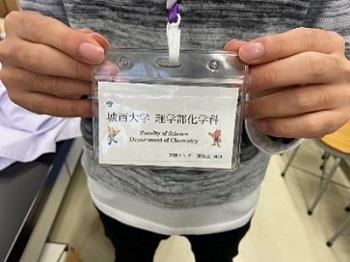 城西大学 理学部化学科
Faculty of Science
Department of Chemistry